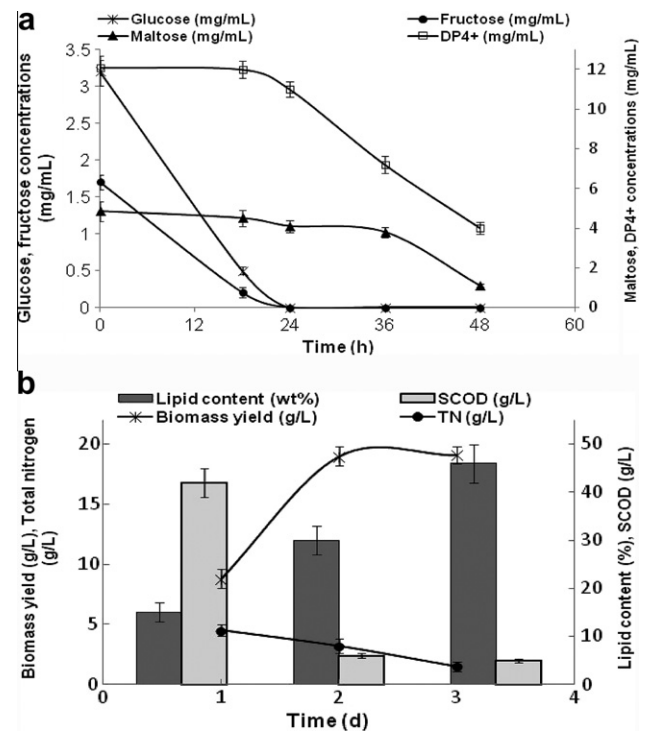 a
Glucose (mg/mL) Fructose (mg/mL)
Maltose (mg/mL) DP4+ (mg/mL)
Glucose, fructose concentrations
(mg/mL)
3.5
3
2.5
2
1.5
1
0.5
0
12
10
8
6
4
2
0
Maltose, DP4+ concentrations (mg/mL)
0 12 24 36 48 60
Time (h)
b
Lipid content (wt%) SCOD (g/L)
Biomass yield (g/L) TN (g/L)
Biomass yield (g/L), Total nitrogen
(g/L)
20
15
10
5
0
50
40
30
20
10
0
Lipid content (%), SCOD (g/L)
0 1 2 3 4
Time (d)